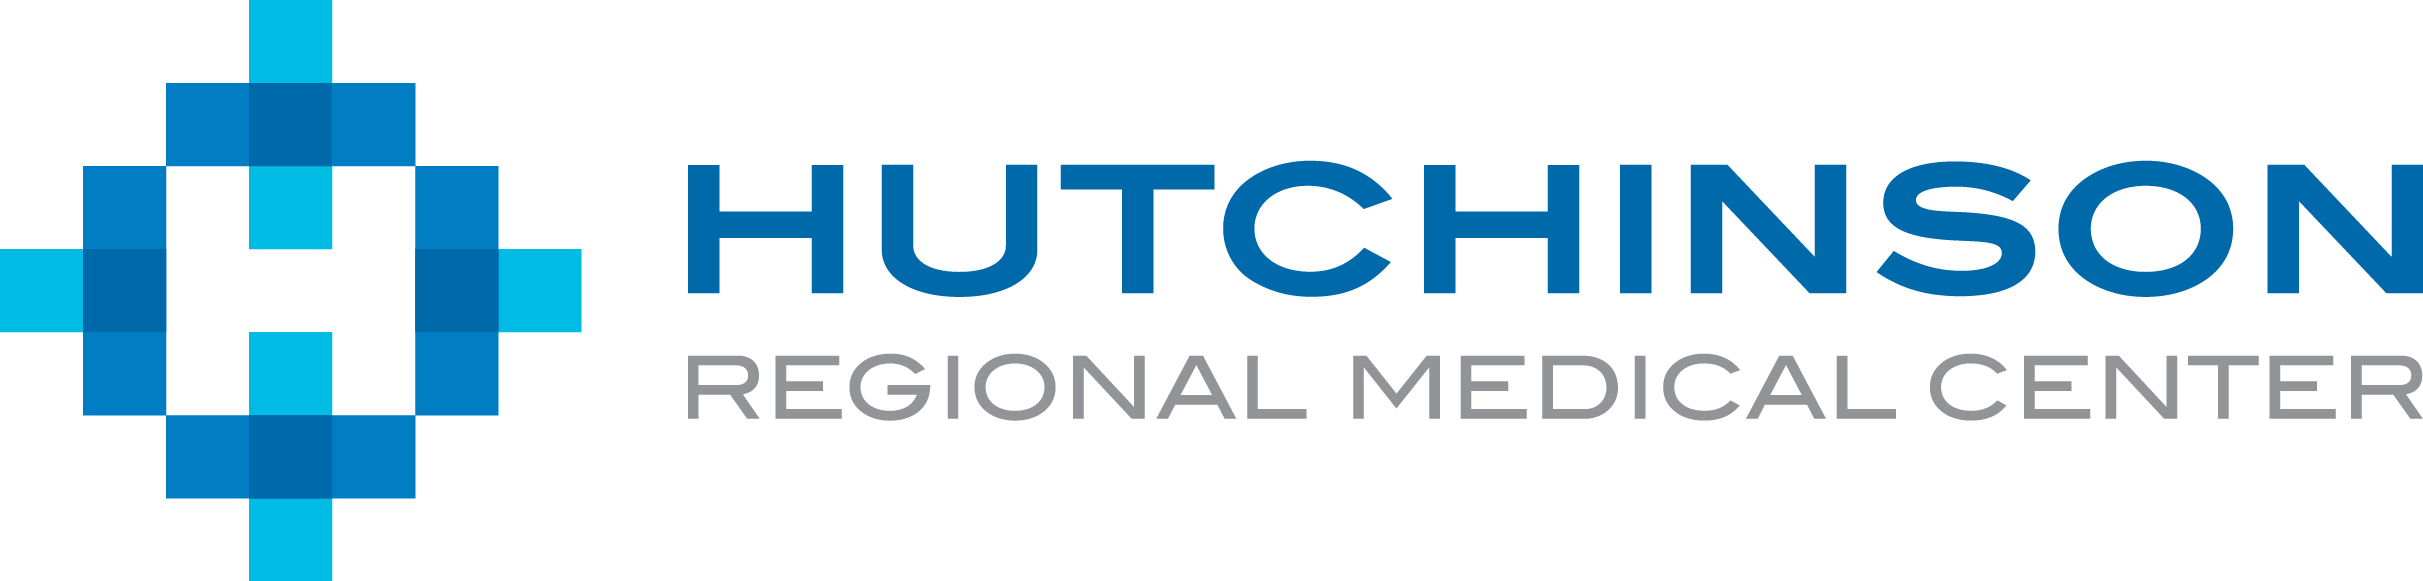 HUTCHINSON
REGIONAL MEDICAL CENTER